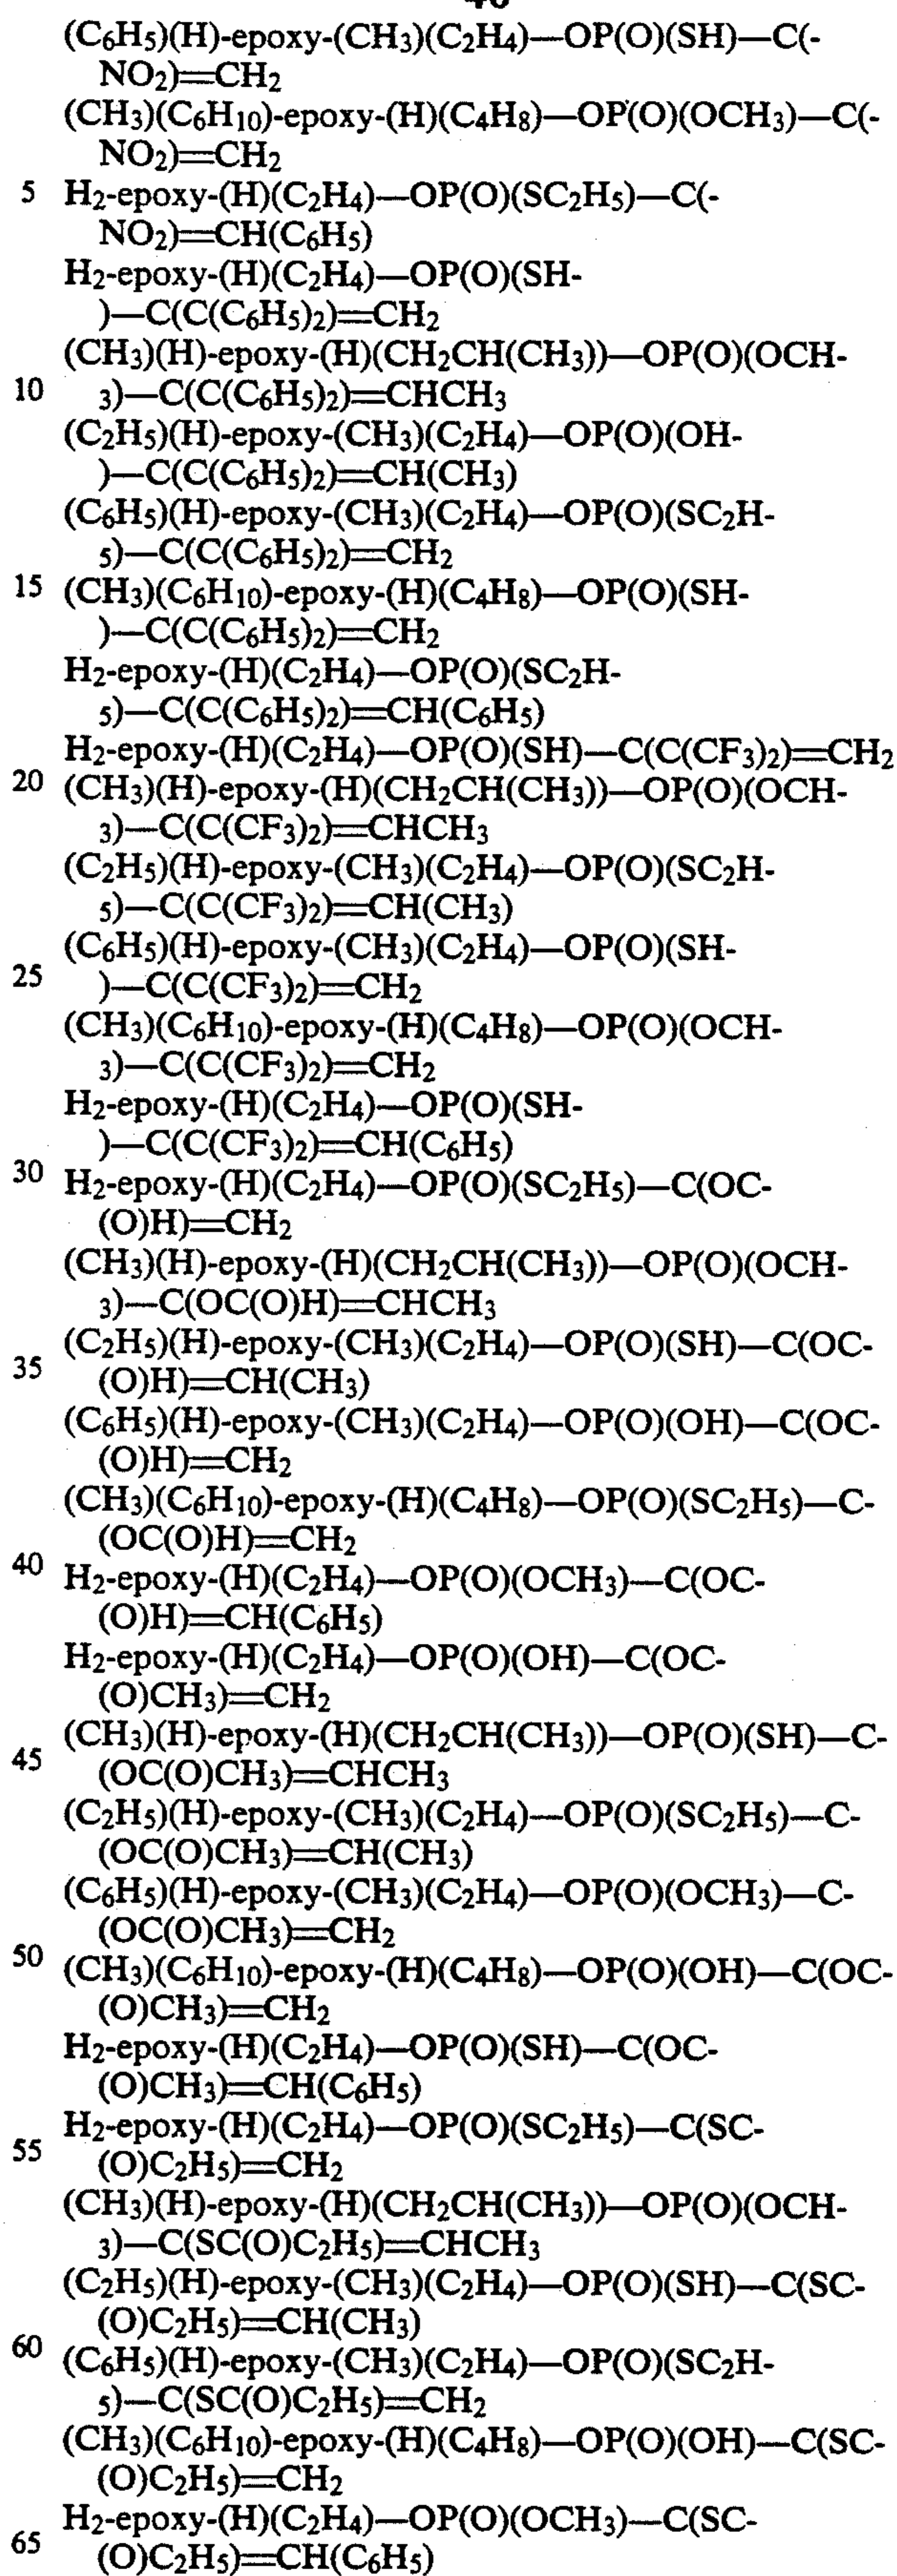 (C6H5)(H)-epoxy-(CH3)(C2H4)—OP(O)(SH)—C(-
NO2)═CH2
(CH3)(C6H10)-epoxy-(H)(C4H8)—OP(O)(OCH3)—C(-
NO2)═CH2
5 H2-epoxy-(H)(C2H4)—OP(O)(SC2H5)—C(-
NO2)═CH(C6H5)
H2-epoxy-(H)(C2H4)—OP(O)(SH-
)—C(C(C6H5)2)═CH2
(CH3)(H)-epoxy-(H)(CH2CH(CH3))—OP(O)(OCH-
10 3)—C(C(C6H5)2)═CHCH3
(C2H5)(H)-epoxy-(CH3)(C2H4)—OP(O)(OH-
)—C(C(C6H5)2)═CH(CH3)
(C6H5)(H)-epoxy-(CH3)(C2H4)—OP(O)(SC2H-
5)—C(C(C6H5)2)═CH2
15 (CH3)(C6H10)-epoxy-(H)(C4H8)—OP(O)(SH-
)—C(C(C6H5)2)═CH2
H2-epoxy-(H)(C2H4)—OP(O)(SC2H-
5)—C(C(C6H5)2)═CH(C6H5)
H2-epoxy-(H)(C2H4)—OP(O)(SH)—C(C(CF3)2)═CH2
20 (CH3)(H)-epoxy-(H)(CH2CH(CH3))—OP(O)(OCH-
3)—C(C(CF3)2)═CHCH3
(C2H5)(H)-epoxy-(CH3)(C2H4)—OP(O)(SC2H-
5)—C(C(CF3)2)═CH(CH3)
(C6H5)(H)-epoxy-(CH3)(C2H4)—OP(O)(SH-
25 )—C(C(CF3)2)═CH2
(CH3)(C6H10)-epoxy-(H)(C4H8)—OP(O)(OCH-
3)—C(C(CF3)2)═CH2
H2-epoxy-(H)(C2H4)—OP(O)(SH-
)—C(C(CF3)2)═CH(C6H5)
30 H2-epoxy-(H)(C2H4)—OP(O)(SC2H5)—C(OC-
(O)H)═CH2
(CH3)(H)-epoxy-(H)(CH2CH(CH3))—OP(O)(OCH-
3)—C(OC(O)H)═CHCH3
(C2H5)(H)-epoxy-(CH3)(C2H4)—OP(O)(SH)—C(OC-
35 (O)H)═CH(CH3)
(C6H5)(H)-epoxy-(CH3)(C2H4)—OP(O)(OH)—C(OC-
(O)H)═CH2
(CH3)(C6H10)-epoxy-(H)(C4H8)—OP(O)(SC2H5)—C-
(OC(O)H)═CH2
40 H2-epoxy-(H)(C2H4)—OP(O)(OCH3)—C(OC-
(O)H)═CH(C6H5)
H2-epoxy-(H)(C2H4)—OP(O)(OH)—C(OC-
(O)CH3)═CH2
(CH3)(H)-epoxy-(H)(CH2CH(CH3))—OP(O)(SH)—C-
45 (OC(O)CH3)═CHCH3
(C2H5)(H)-epoxy-(CH3)(C2H4)—OP(O)(SC2H5)—C-
(OC(O)CH3)═CH(CH3)
(C6H5)(H)-epoxy-(CH3)(C2H4)—OP(O)(OCH3)—C-
(OC(O)CH3)═CH2
50 (CH3)(C6H10)-epoxy-(H)(C4H8)—OP(O)(OH)—C(OC-
(O)CH3)═CH2
H2-epoxy-(H)(C2H4)—OP(O)(SH)—C(OC-
(O)CH3)═CH(C6H5)
H2-epoxy-(H)(C2H4)—OP(O)(SC2H5)—C(SC-
55 (O)C2H5)═CH2
(CH3)(H)-epoxy-(H)(CH2CH(CH3))—OP(O)(OCH-
3)—C(SC(O)C2H5)═CHCH3
(C2H5)(H)-epoxy-(CH3)(C2H4)—OP(O)(SH)—C(SC-
(O)C2H5)═CH(CH3)
60 (C6H5)(H)-epoxy-(CH3)(C2H4)—OP(O)(SC2H-
5)—C(SC(O)C2H5)═CH2
(CH3)(C6H10)-epoxy-(H)(C4H8)—OP(O)(OH)—C(SC-
(O)C2H5)═CH2
H2-epoxy-(H)(C2H4)—OP(O)(OCH3)—C(SC-
65 (O)C2H5)═CH(C6H5)